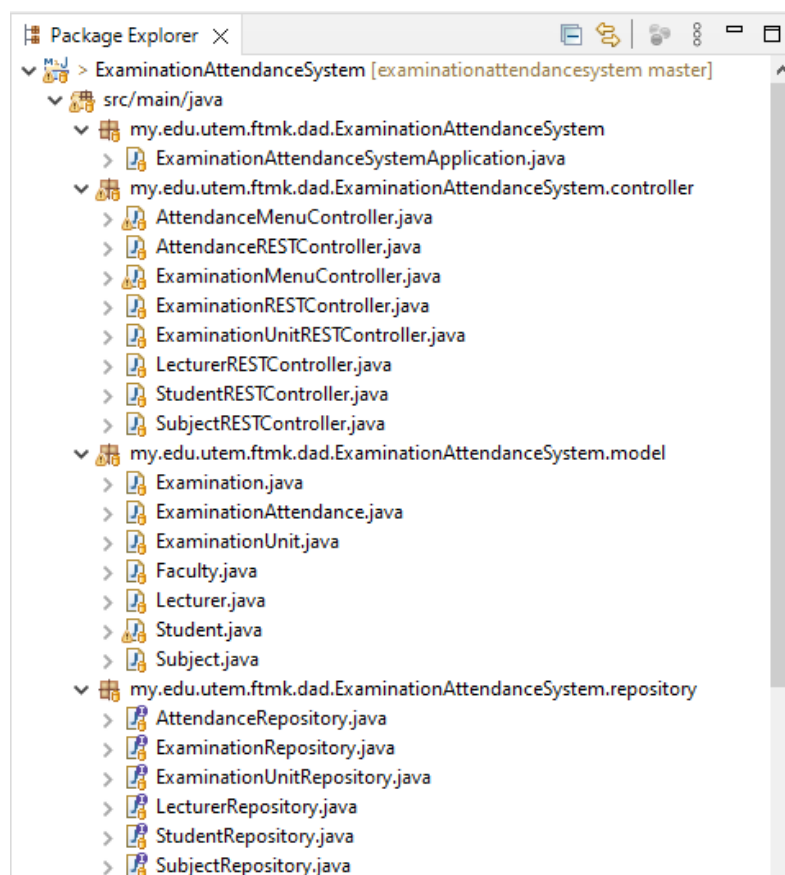 Package Explorer
> ExaminationAttendanceSystem [examinationattendancesystem master]
src/main/java
my.edu.utem.ftmk.dad.ExaminationAttendanceSystem
ExaminationAttendanceSystemApplication.java
my.edu.utem.ftmk.dad.ExaminationAttendanceSystem.controller
AttendanceMenuController.java
AttendanceRESTController.java
ExaminationMenuController.java
ExaminationRESTController.java
ExaminationUnitRESTController.java
LecturerRESTController.java
StudentRESTController.java
SubjectRESTController.java
my.edu.utem.ftmk.dad.ExaminationAttendanceSystem.model
Examination.java
ExaminationAttendance.java
ExaminationUnit.java
Faculty.java
Lecturer.java
Student.java
Subject.java
my.edu.utem.ftmk.dad.ExaminationAttendanceSystem.repository
AttendanceRepository.java
ExaminationRepository.java
ExaminationUnitRepository.java
LecturerRepository.java
StudentRepository.java
SubjectRepository.java